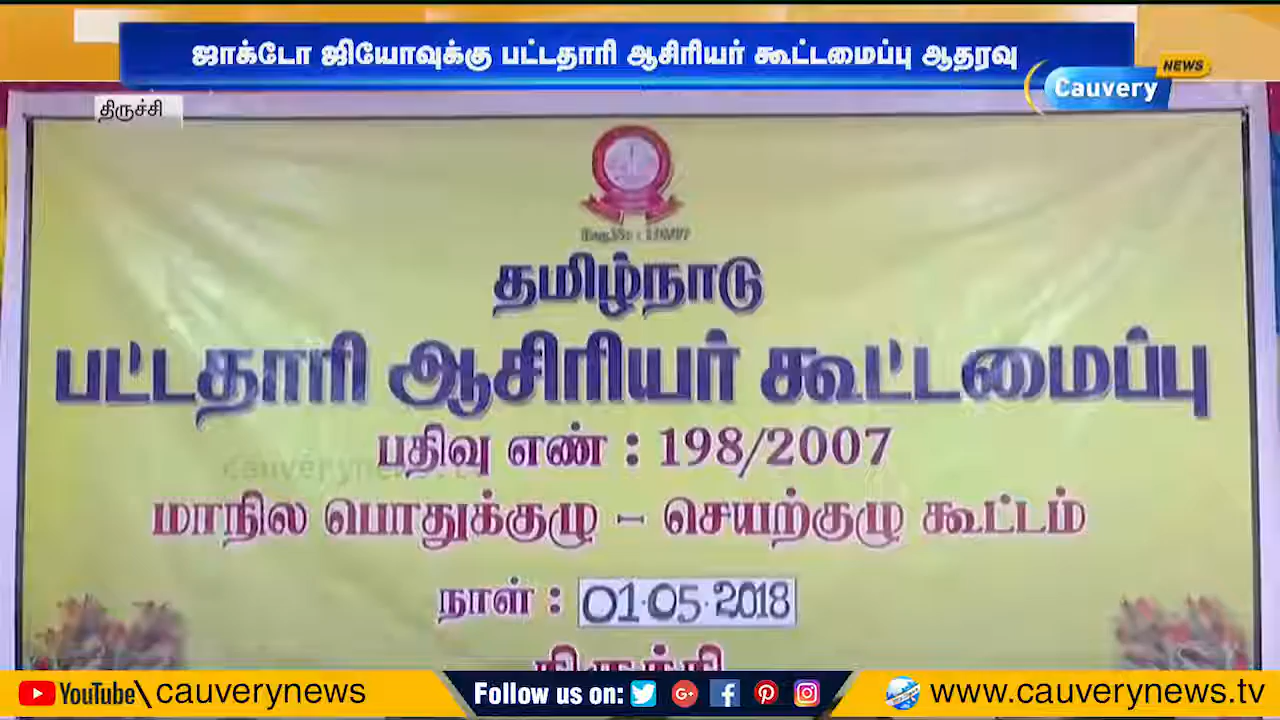 ஜாக்டோ ஜியோவுக்கு பட்டதாரி ஆசிரியர் கூட்டமைப்பு ஆதரவு
NEWS
Cauvery
திருச்சி
தமிழ்நாடு
பட்டதாரி ஆசிரியர் கூட்டமைப்பு
பதிவு எண் : 198/2007
cauverynews.tv
மாநில பொதுக்குழு – செயற்குழு கூட்டம்
நாள் : 01.05.2018
திருச்சி
YouTube\cauverynews
Follow us on:
www.cauverynews.tv